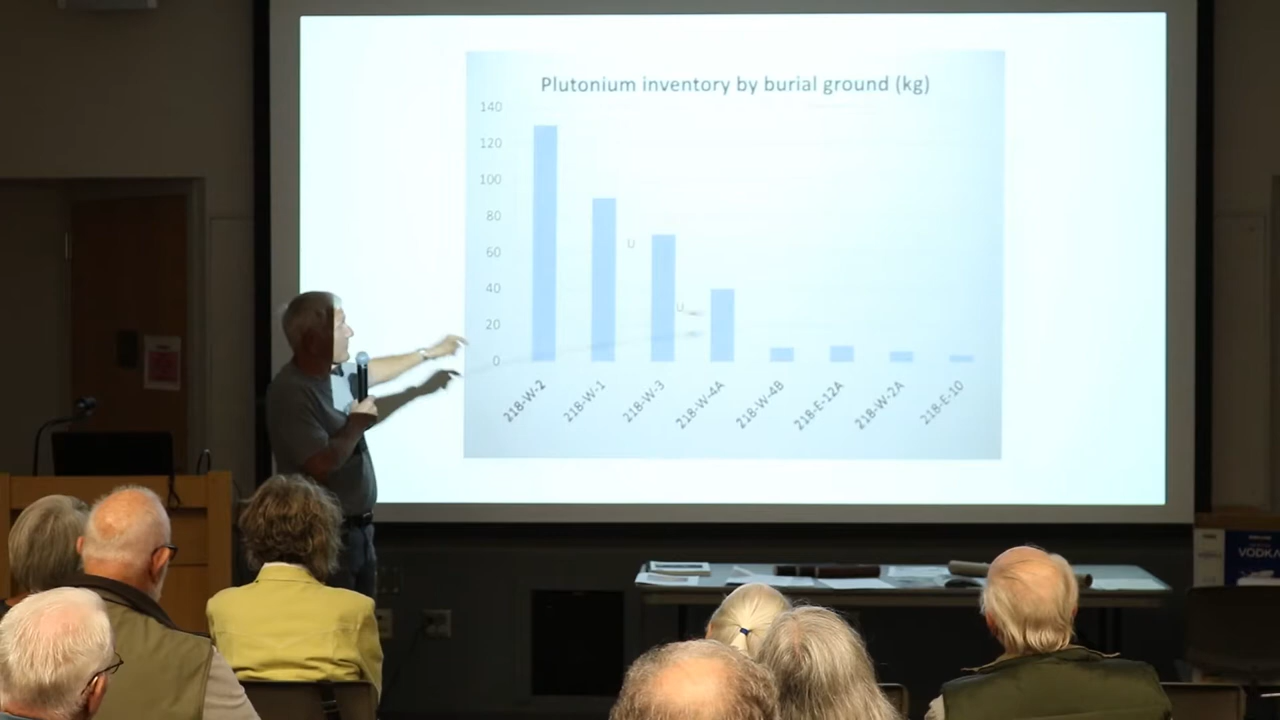 Plutonium inventory by burial ground (kg)
140
120
100
80
60
40
20
0
U
U
218-W-2
218-W-1
218-W-3
218-W-4A
218-W-4B
218-E-12A
218-W-2A
218-E-10
VODKA